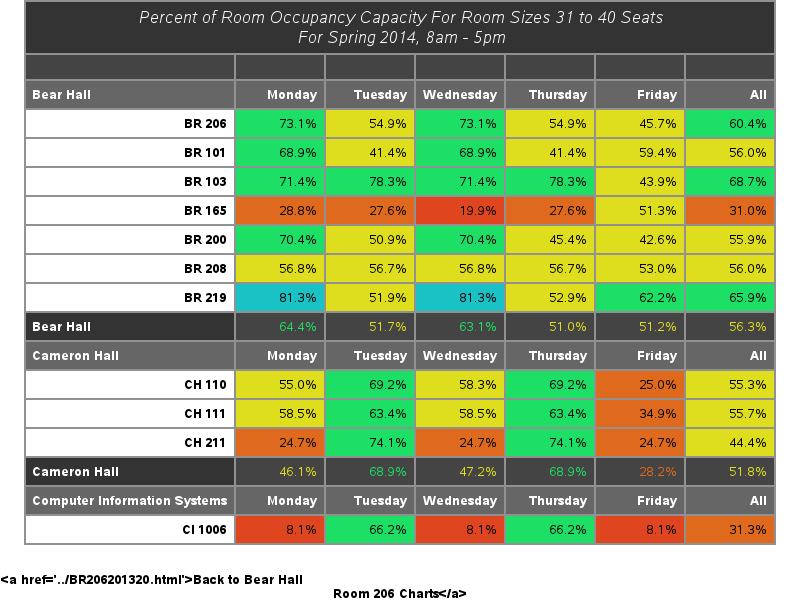 Percent of Room Occupancy Capacity For Room Sizes 31 to 40 Seats
For Spring 2014, 8am - 5pm
Bear Hall Monday Tuesday Wednesday Thursday Friday All
BR 206 73.1% 54.9% 73.1% 54.9% 45.7% 60.4%
BR 101 68.9% 41.4% 68.9% 41.4% 59.4% 56.0%
BR 103 71.4% 78.3% 71.4% 78.3% 43.9% 68.7%
BR 165 28.8% 27.6% 19.9% 27.6% 51.3% 31.0%
BR 200 70.4% 50.9% 70.4% 45.4% 42.6% 55.9%
BR 208 56.8% 56.7% 56.8% 56.7% 53.0% 56.0%
BR 219 81.3% 51.9% 81.3% 52.9% 62.2% 65.9%
Bear Hall 64.4% 51.7% 63.1% 51.0% 51.2% 56.3%
Cameron Hall Monday Tuesday Wednesday Thursday Friday All
CH 110 55.0% 69.2% 58.3% 69.2% 25.0% 55.3%
CH 111 58.5% 63.4% 58.5% 63.4% 34.9% 55.7%
CH 211 24.7% 74.1% 24.7% 74.1% 24.7% 44.4%
Cameron Hall 46.1% 68.9% 47.2% 68.9% 28.2% 51.8%
Computer Information Systems Monday Tuesday Wednesday Thursday Friday All
CI 1006 8.1% 66.2% 8.1% 66.2% 8.1% 31.3%
<a href='../BR206201320.html'>Back to Bear Hall
Room 206 Charts</a>